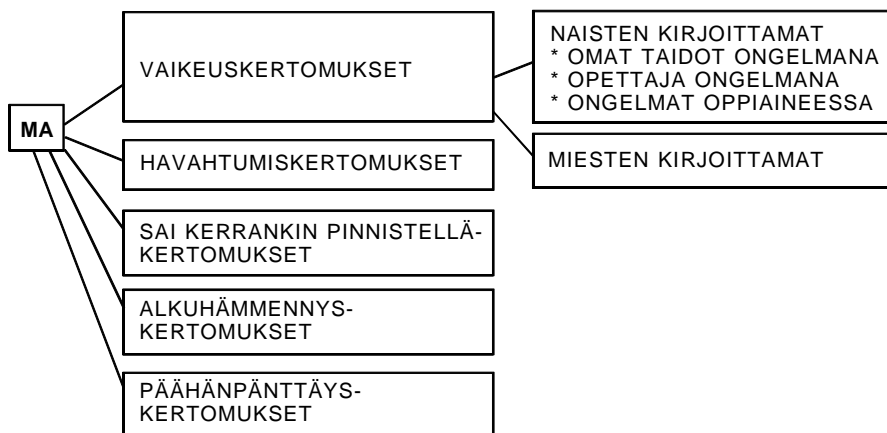 MA
VAIKEUSKERTOMUKSET
NAISTEN KIRJOITTAMAT
* OMAT TAIDOT ONGELMANA
* OPETTAJA ONGELMANA
* ONGELMAT OPPIAINEESSA
MIESTEN KIRJOITTAMAT
HAVAHTUMISKERTOMUKSET
SAI KERRANKIN PINNISTELLÄ-
KERTOMUKSET
ALKUHÄMMENNYS-
KERTOMUKSET
PÄÄHÄNPÄNTTÄYS-
KERTOMUKSET